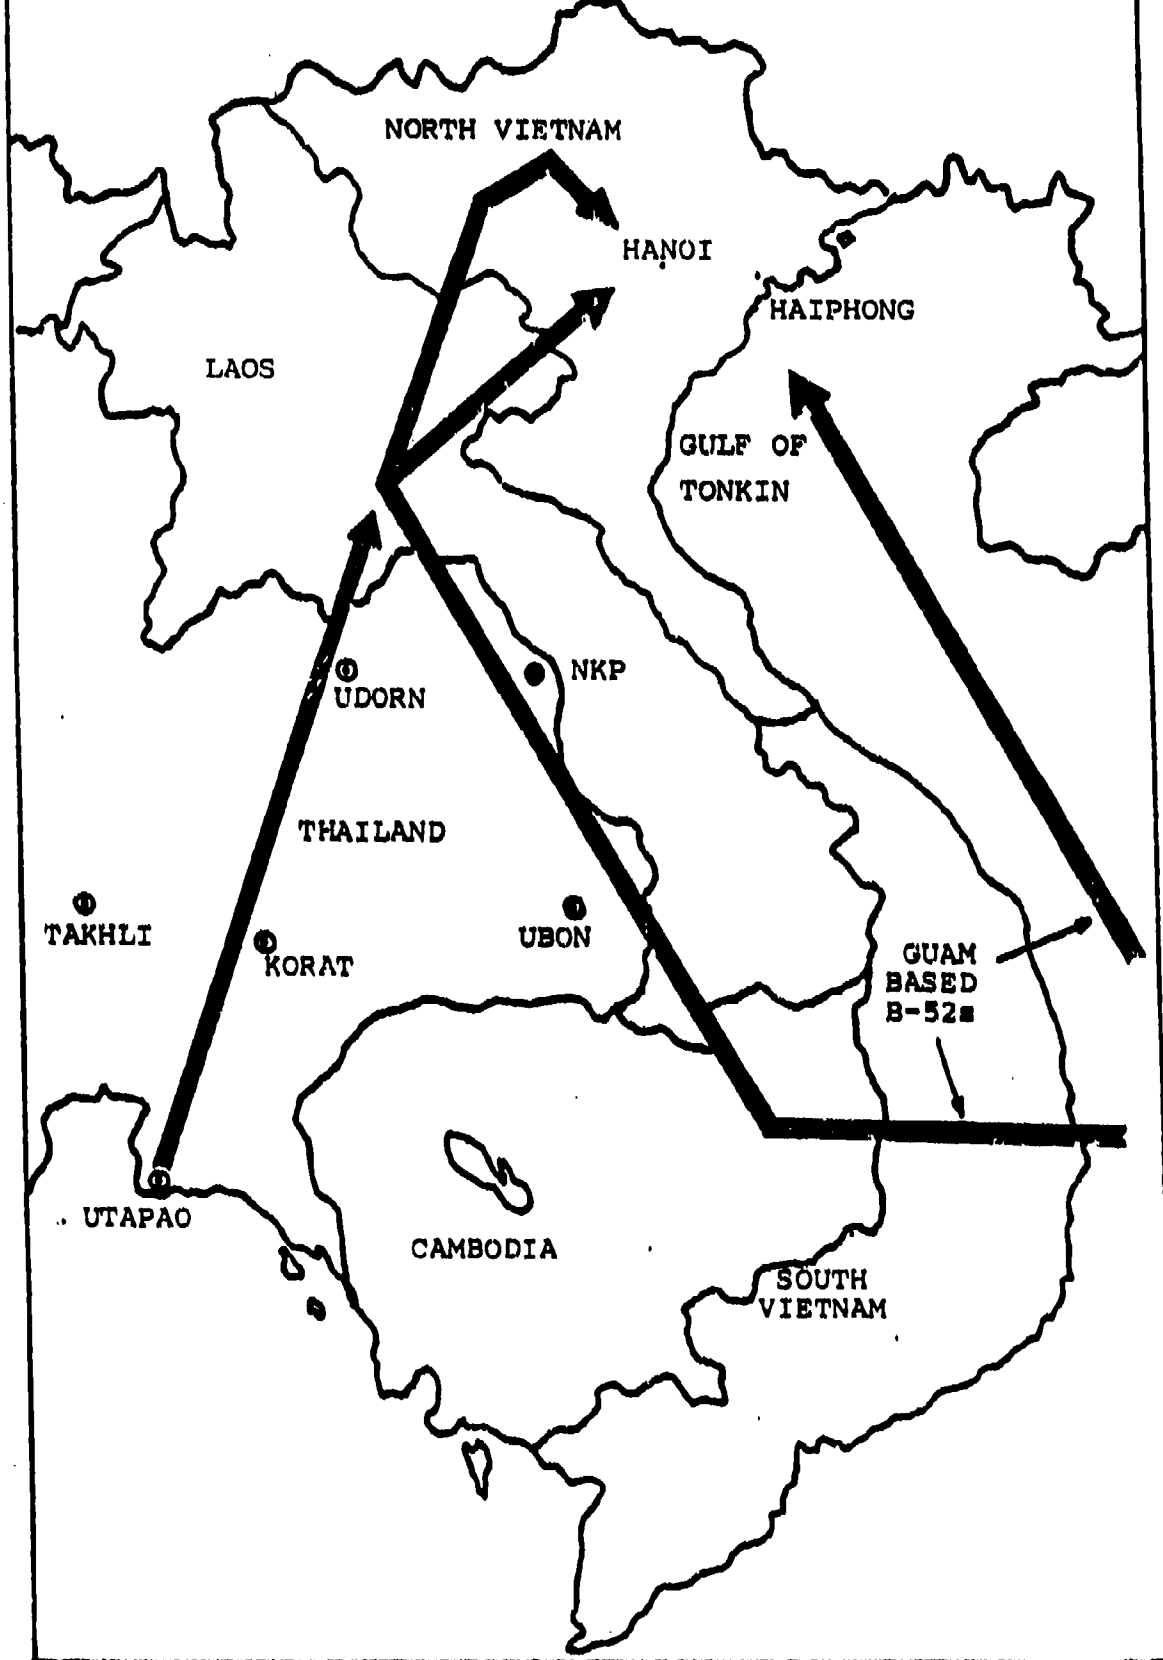 NORTH VIETNAM
HANOI
HAIPHONG
LAOS
GULF OF
TONKIN
NKP
UDORN
THAILAND
TAKHLI
KORAT
UBON
GUAM
BASED
B-52s
UTAPAO
CAMBODIA
SOUTH
VIETNAM